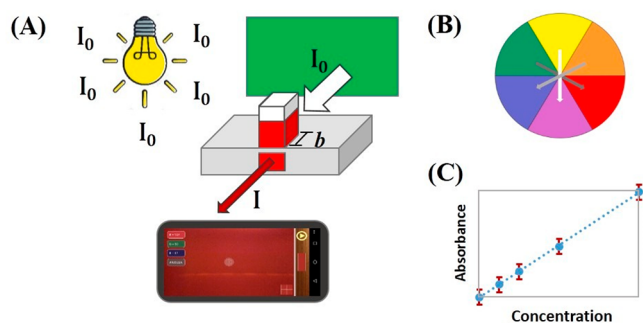 (A)
I₀
I₀
I₀
I₀
I₀
I₀
b
I
(B)
(C)
Absorbance
Concentration